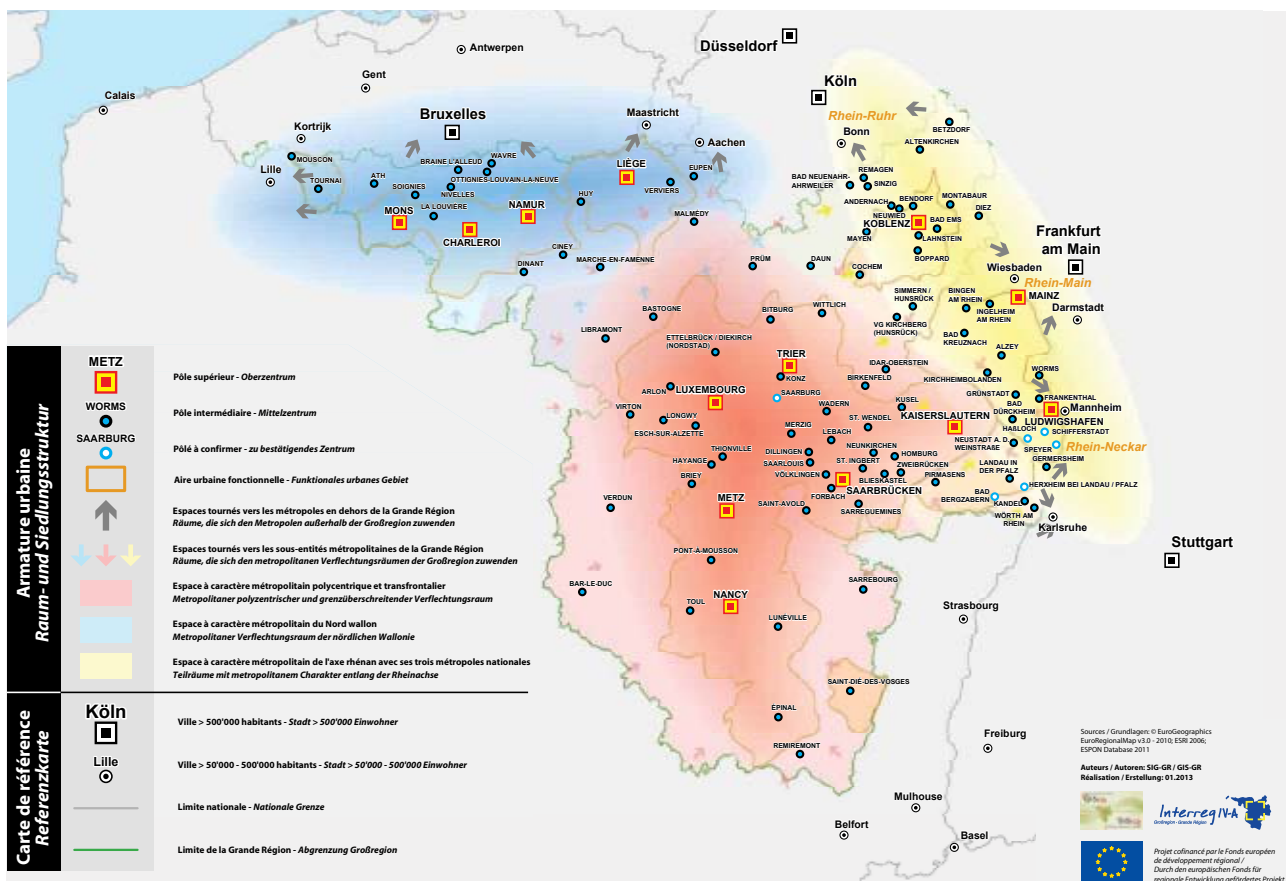 Düsseldorf
Antwerpen
Köln
Gent
Calais
Rhein-Ruhr
Bruxelles
Maastricht
BETZDORF
Kortrijk
Bonn
Aachen
ALTENKIRCHEN
MOUSCON
WAVRE
BRAINE L'ALLEUD
LIÈGE
EUPEN
Lille
TOURNAI
ATH
OTTIGNIES-LOUVAIN-LA-NEUVE
SOIGNIES
NIVELLES
VERVIERS
HUY
REMAGEN
BAD NEUENAHR-
AHRWEILER
SINZIG
MONTABAUR
ANDERNACH
BENDORF
DIEZ
NEUWIED
KOBLENZ
BAD EMS
MONS
LA LOUVIÈRE
NAMUR
MALMÉDY
CHARLEROI
MAYEN
LAHNSTEIN
Frankfurt
am Main
BOPPARD
CINEY
DINANT
MARCHE-EN-FAMENNE
PRÜM
DAUN
COCHEM
Wiesbaden
Rhein-Main
MAINZ
SIMMERN /
HUNSRÜCK
BINGEN
AM RHEIN
INGELHEIM
AM RHEIN
Darmstadt
BASTOGNE
BITBURG
WITTLICH
VG KIRCHBERG
(HUNSRÜCK)
LIBRAMONT
ETTELBRÜCK / DIEKIRCH
(NORDSTAD)
BAD
KREUZNACH
ALZEY
TRIER
KONZ
IDAR-OBERSTEIN
BIRKENFELD
KIRCHHEIMBOLANDEN
WORMS
ARLON
LUXEMBOURG
SAARBURG
GRÜNSTADT
FRANKENTHAL
VIRTON
LONGWY
ESCH-SUR-ALZETTE
WADERN
KUSEL
BAD
DÜRCKHEIM
Mannheim
LUDWIGSHAFEN
MERZIG
ST. WENDEL
KAISERSLAUTERN
HAßLOCH
SCHIFFERSTADT
LEBACH
NEUSTADT A. D.
WEINSTRAßE
SPEYER
Rhein-Neckar
THIONVILLE
HAYANGE
DILLINGEN
SAARLOUIS
NEUNKIRCHEN
HOMBURG
ST. INGBERT
ZWEIBRÜCKEN
LANDAU IN
DER PFALZ
GERMERSHEIM
BRIEY
VÖLKLINGEN
BLIESKASTEL
PIRMASENS
VERDUN
METZ
SAINT-AVOLD
FORBACH
SAARBRÜCKEN
SARREGUEMINES
BAD
BERGZABERN
HERXHEIM BEI LANDAU / PFALZ
KANDEL
WÖRTH AM
RHEIN
Karlsruhe
Stuttgart
PONT-A-MOUSSON
BAR-LE-DUC
TOUL
NANCY
SARREBOURG
LUNÉVILLE
Strasbourg
SAINT-DIÉ-DES-VOSGES
ÉPINAL
REMIREMONT
Freiburg
Mulhouse
Belfort
Basel
Armature urbaine
Raum- und Siedlungsstruktur
METZ
Pôle supérieur - Oberzentrum
WORMS
Pôle intermédiaire - Mittelzentrum
SAARBURG
Pôlé à confirmer - zu bestätigendes Zentrum
Aire urbaine fonctionnelle - Funktionales urbanes Gebiet
Espaces tournés vers les métropoles en dehors de la Grande Région
Räume, die sich den Metropolen außerhalb der Großregion zuwenden
Espaces tournés vers les sous-entités métropolitaines de la Grande Région
Räume, die sich den metropolitanen Verflechtungsräumen der Großregion zuwenden
Espace à caractère métropolitain polycentrique et transfrontalier
Metropolitaner polyzentrischer und grenzüberschreitender Verflechtungsraum
Espace à caractère métropolitain du Nord wallon
Metropolitaner Verflechtungsraum der nördlichen Wallonie
Espace à caractère métropolitain de l'axe rhénan avec ses trois métropoles nationales
Teilräume mit metropolitanem Charakter entlang der Rheinachse
Carte de référence
Referenzkarte
Köln
Ville > 500'000 habitants - Stadt > 500'000 Einwohner
Lille
Ville > 50'000 - 500'000 habitants - Stadt > 50'000 - 500'000 Einwohner
Limite nationale - Nationale Grenze
Limite de la Grande Région - Abgrenzung Großregion
Sources / Grundlagen: © EuroGeographics
EuroRegionalMap v3.0 - 2010; ESRI 2006;
ESPON Database 2011
Auteurs / Autoren: SIG-GR / GIS-GR
Réalisation / Erstellung: 01.2013
Interreg IV-A
Großregion - Grande Région
Projet cofinancé par le Fonds européen
de développement régional /
Durch den europäischen Fonds für
regionale Entwicklung gefördertes Projekt